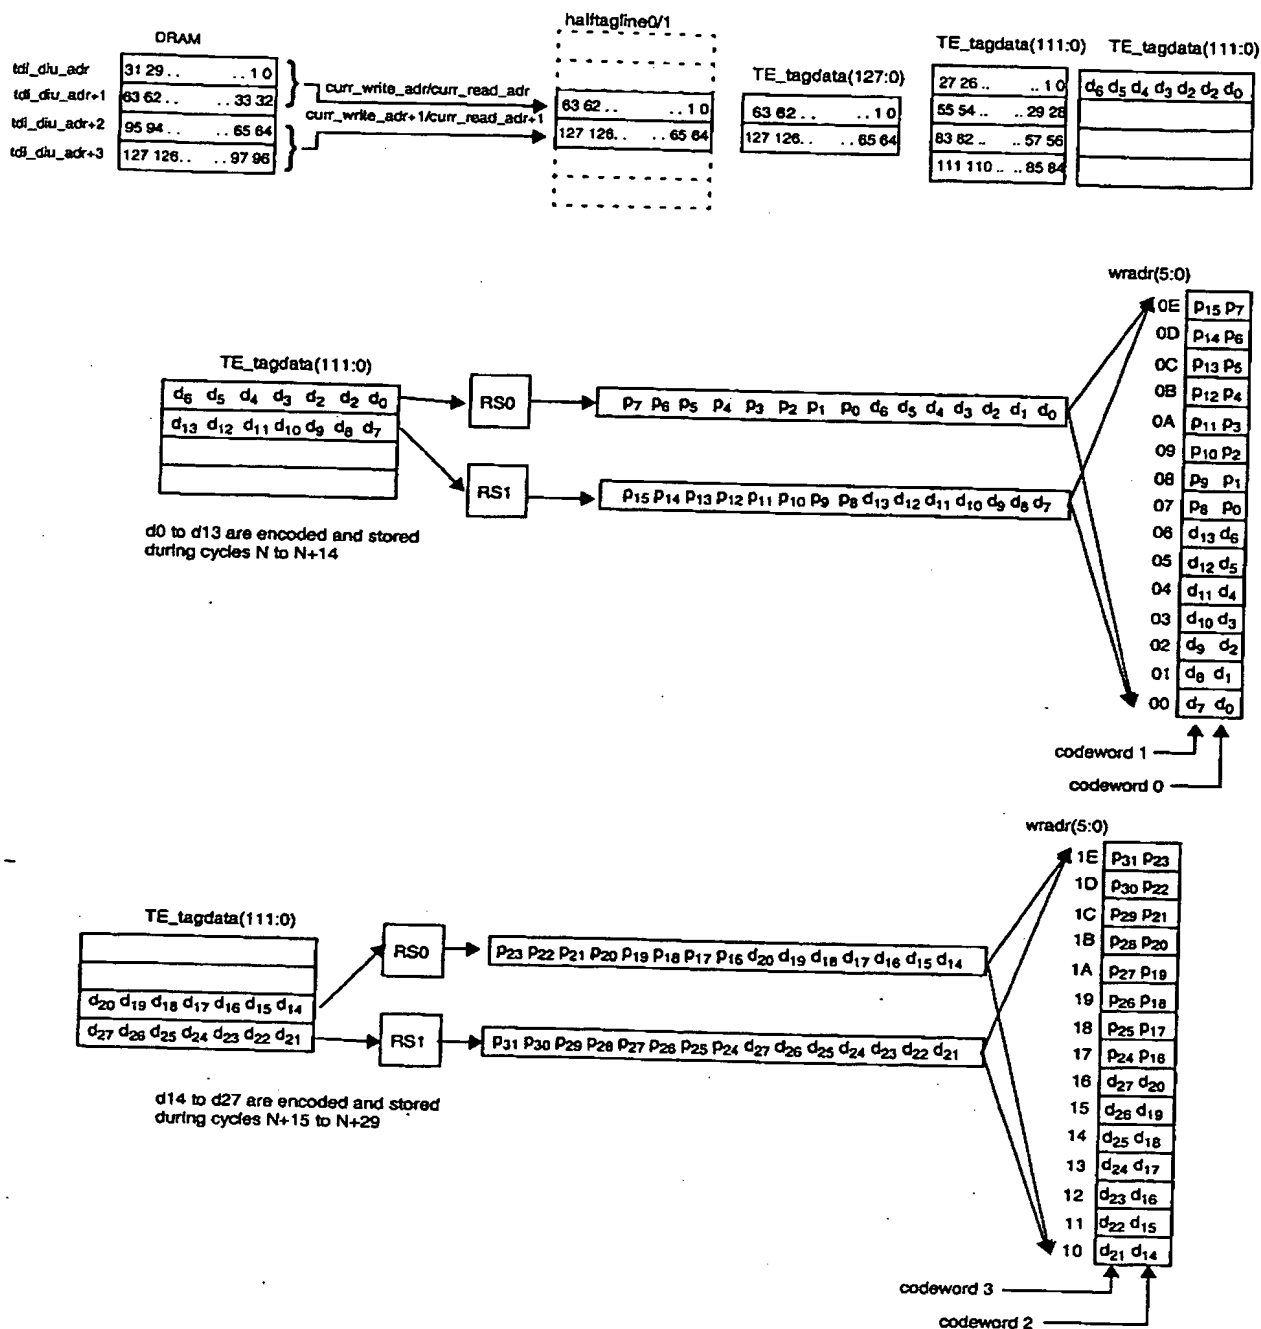 DRAM
tdi_diu_adr
31 29.. ..1 0
tdi_diu_adr+1
63 62.. ..33 32
tdi_diu_adr+2
95 94.. ..65 64
tdi_diu_adr+3
127 126.. ..97 96
curr_write_adr/curr_read_adr
curr_write_adr+1/curr_read_adr+1
halftagline0/1
63 62.. ..1 0
127 126.. ..65 64
TE_tagdata(127:0)
63 62.. ..1 0
127 126.. ..65 64
TE_tagdata(111:0)
27 26.. ..1 0
55 54.. ..29 28
83 82.. ..57 56
111 110.. ..85 84
TE_tagdata(111:0)
d6 d5 d4 d3 d2 d2 d0
TE_tagdata(111:0)
d6 d5 d4 d3 d2 d2 d0
d13 d12 d11 d10 d9 d8 d7
RS0
RS1
p7 p6 p5 p4 p3 p2 p1 p0 d6 d5 d4 d3 d2 d1 d0
p15 p14 p13 p12 p11 p10 p9 p8 d13 d12 d11 d10 d9 d8 d7
d0 to d13 are encoded and stored
during cycles N to N+14
wradr(5:0)
0E p15 p7
0D p14 p6
0C p13 p5
0B p12 p4
0A p11 p3
09 p10 p2
08 p9 p1
07 p8 p0
06 d13 d6
05 d12 d5
04 d11 d4
03 d10 d3
02 d9 d2
01 d8 d1
00 d7 d0
codeword 1
codeword 0
TE_tagdata(111:0)
d20 d19 d18 d17 d16 d15 d14
d27 d26 d25 d24 d23 d22 d21
RS0
RS1
p23 p22 p21 p20 p19 p18 p17 p16 d20 d19 d18 d17 d16 d15 d14
p31 p30 p29 p28 p27 p26 p25 p24 d27 d26 d25 d24 d23 d22 d21
d14 to d27 are encoded and stored
during cycles N+15 to N+29
wradr(5:0)
1E p31 p23
1D p30 p22
1C p29 p21
1B p28 p20
1A p27 p19
19 p26 p18
18 p25 p17
17 p24 p16
16 d27 d20
15 d26 d19
14 d25 d18
13 d24 d17
12 d23 d16
11 d22 d15
10 d21 d14
codeword 3
codeword 2